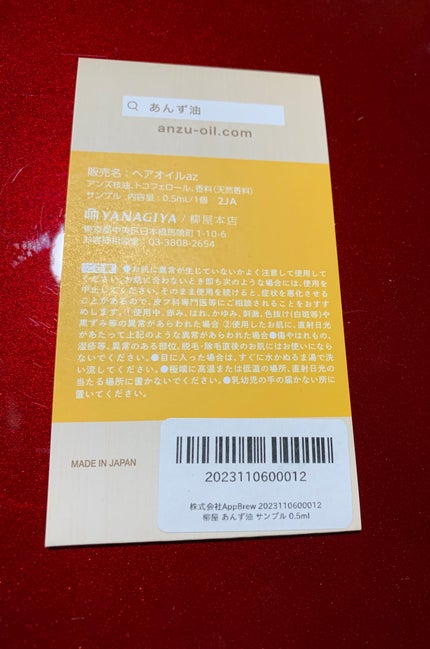 あんず油
anzu-oil.com
販売名：ヘアオイルaz
アンズ核油､トコフェロール､香料(天然香料)
サンプル 内容量：0.5mL/1個 2JA
YANAGIYA / 柳屋本店
東京都中央区日本橋馬喰町1-10-6
お客様相談室：03-3808-2654
ご注意 ●お肌に異常が生じていないかよく注意して使用して
ください｡お肌に合わないとき即ち次のような場合には､使用を
中止してください｡そのまま使用を続けると､症状を悪化させる
ことがあるので､皮フ科専門医等にご相談されることをおすす
めします｡①使用中､赤み､はれ､かゆみ､刺激､色抜け(白斑等)や
黒ずみ等の異常があらわれた場合 ②使用したお肌に､直射日光
があたって上記のような異常があらわれた場合●傷やはれもの､
湿疹等､異常のある部位､脱毛・除毛直後のお肌にはお使いになら
ないでください｡●目に入った場合は､すぐに水かぬるま湯で洗
い流してください｡●極端に高温または低温の場所､直射日光の
当たる場所に置かないでください｡●乳幼児の手の届かない所に
置いてください｡
MADE IN JAPAN
2023110600012
株式会社AppBrew 2023110600012
柳屋 あんず油 サンプル 0.5ml